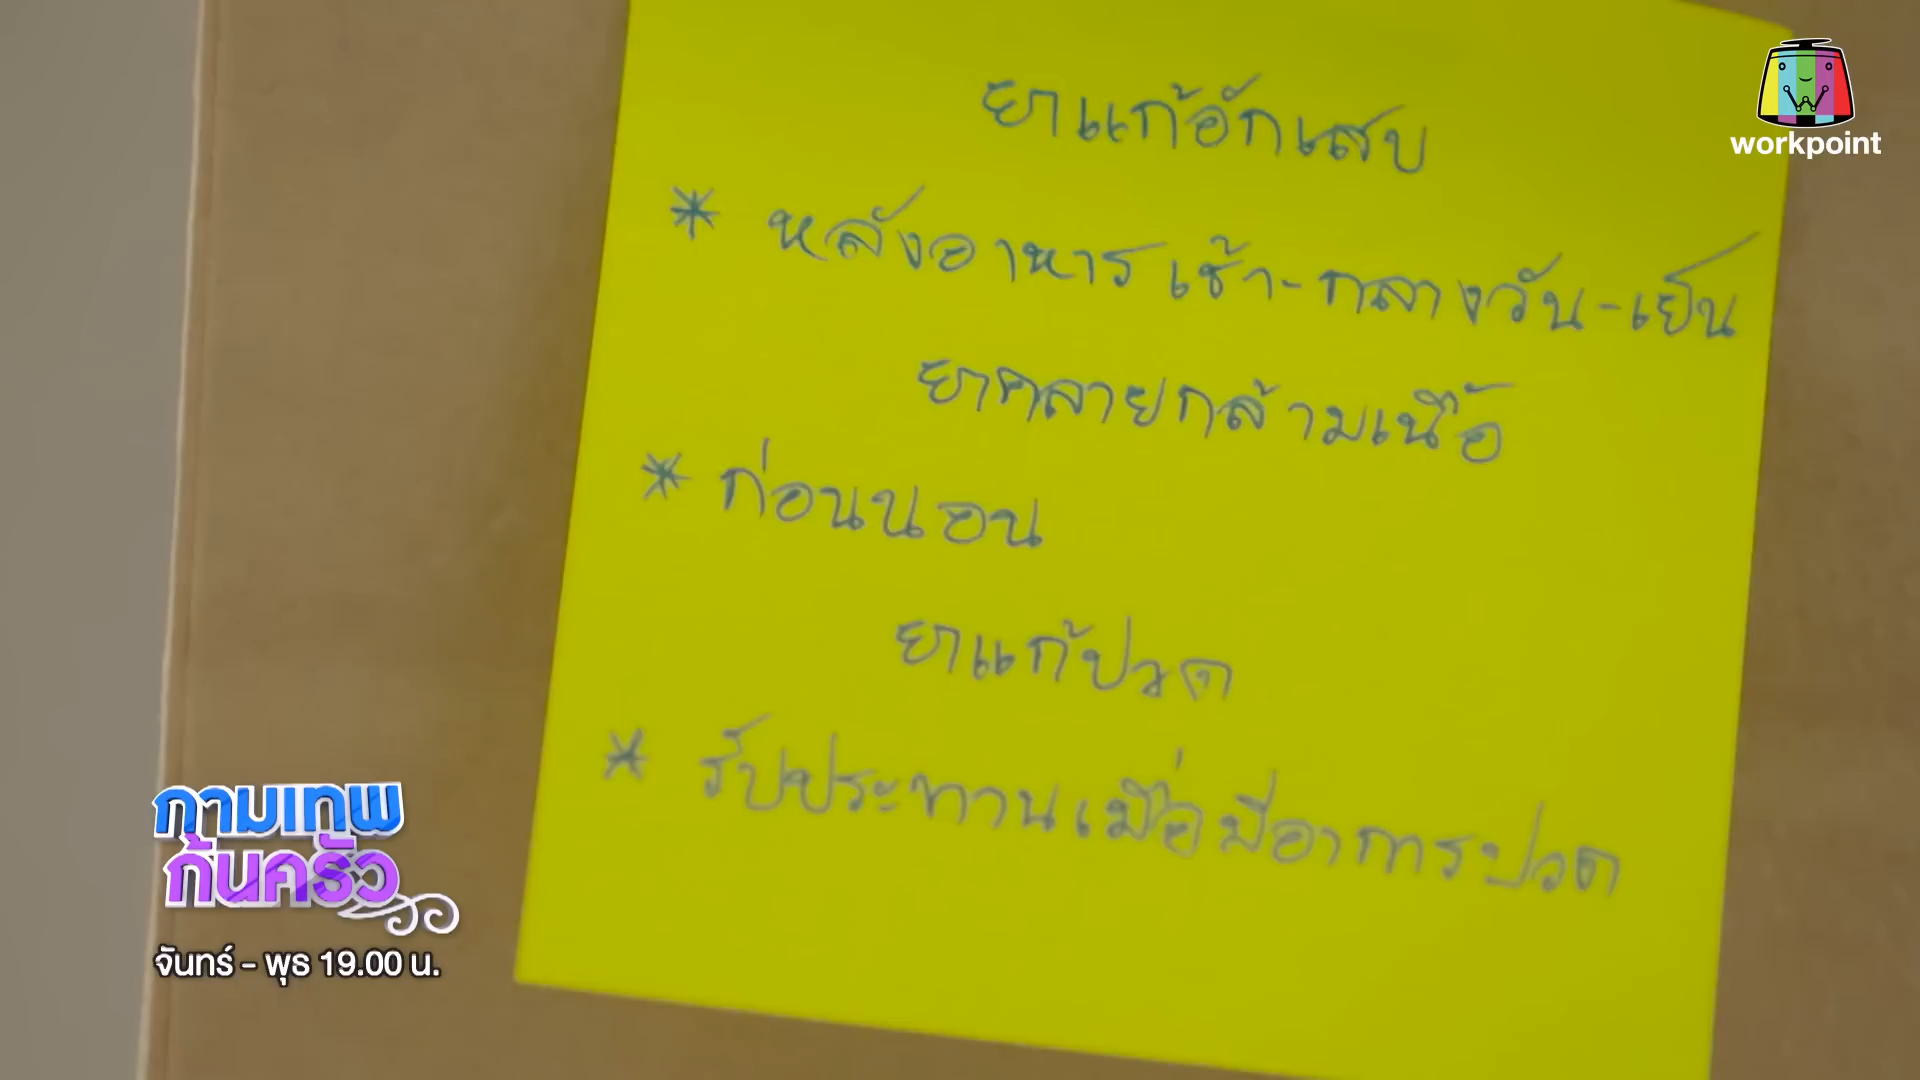 ยาแก้อักเสบ
* หลังอาหารเช้า-กลางวัน-เย็น
ยาคลายกล้ามเนื้อ
* ก่อนนอน
ยาแก้ปวด
* รับประทานเมื่อมีอาการปวด
workpoint
กามเทพ
ก้นครัว
จันทร์ - พุธ 19.00 น.